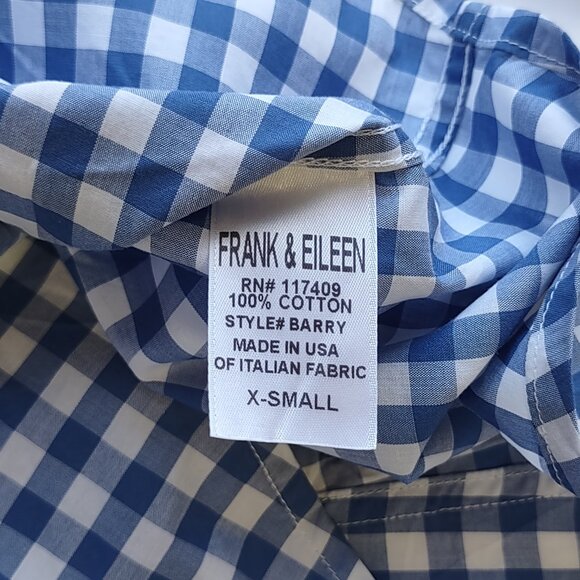 FRANK & EILEEN
RN# 117409
100% COTTON
STYLE# BARRY
MADE IN USA
OF ITALIAN FABRIC
X-SMALL